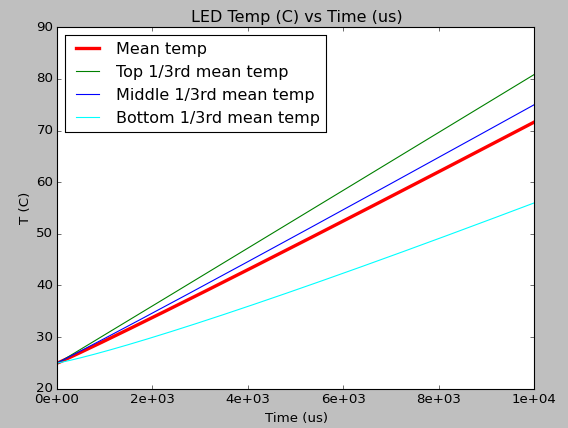 LED Temp (C) vs Time (us)
90
80
70
60
50
40
30
20
T (C)
Mean temp
Top 1/3rd mean temp
Middle 1/3rd mean temp
Bottom 1/3rd mean temp
0e+00 2e+03 4e+03 6e+03 8e+03 1e+04
Time (us)